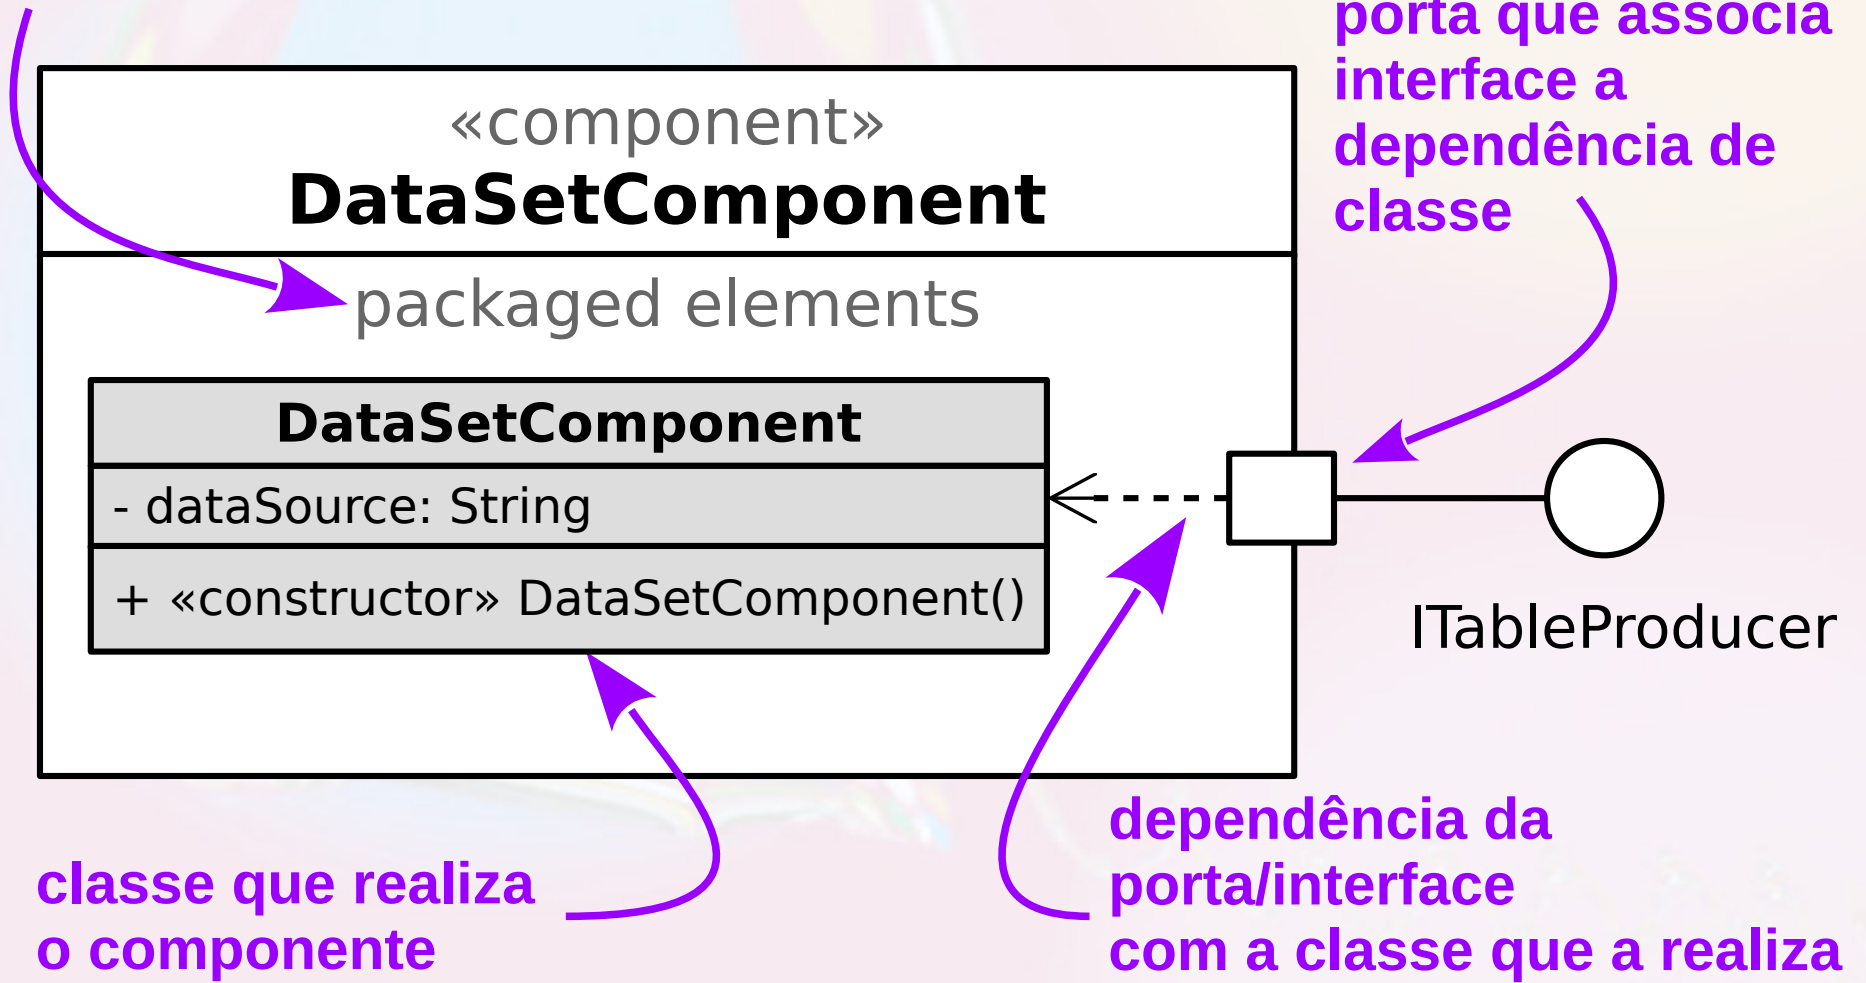 porta que associa
interface a
dependência de
classe
«component»
DataSetComponent
packaged elements
DataSetComponent
- dataSource: String
+ «constructor» DataSetComponent()
ITableProducer
classe que realiza
o componente
dependência da
porta/interface
com a classe que a realiza